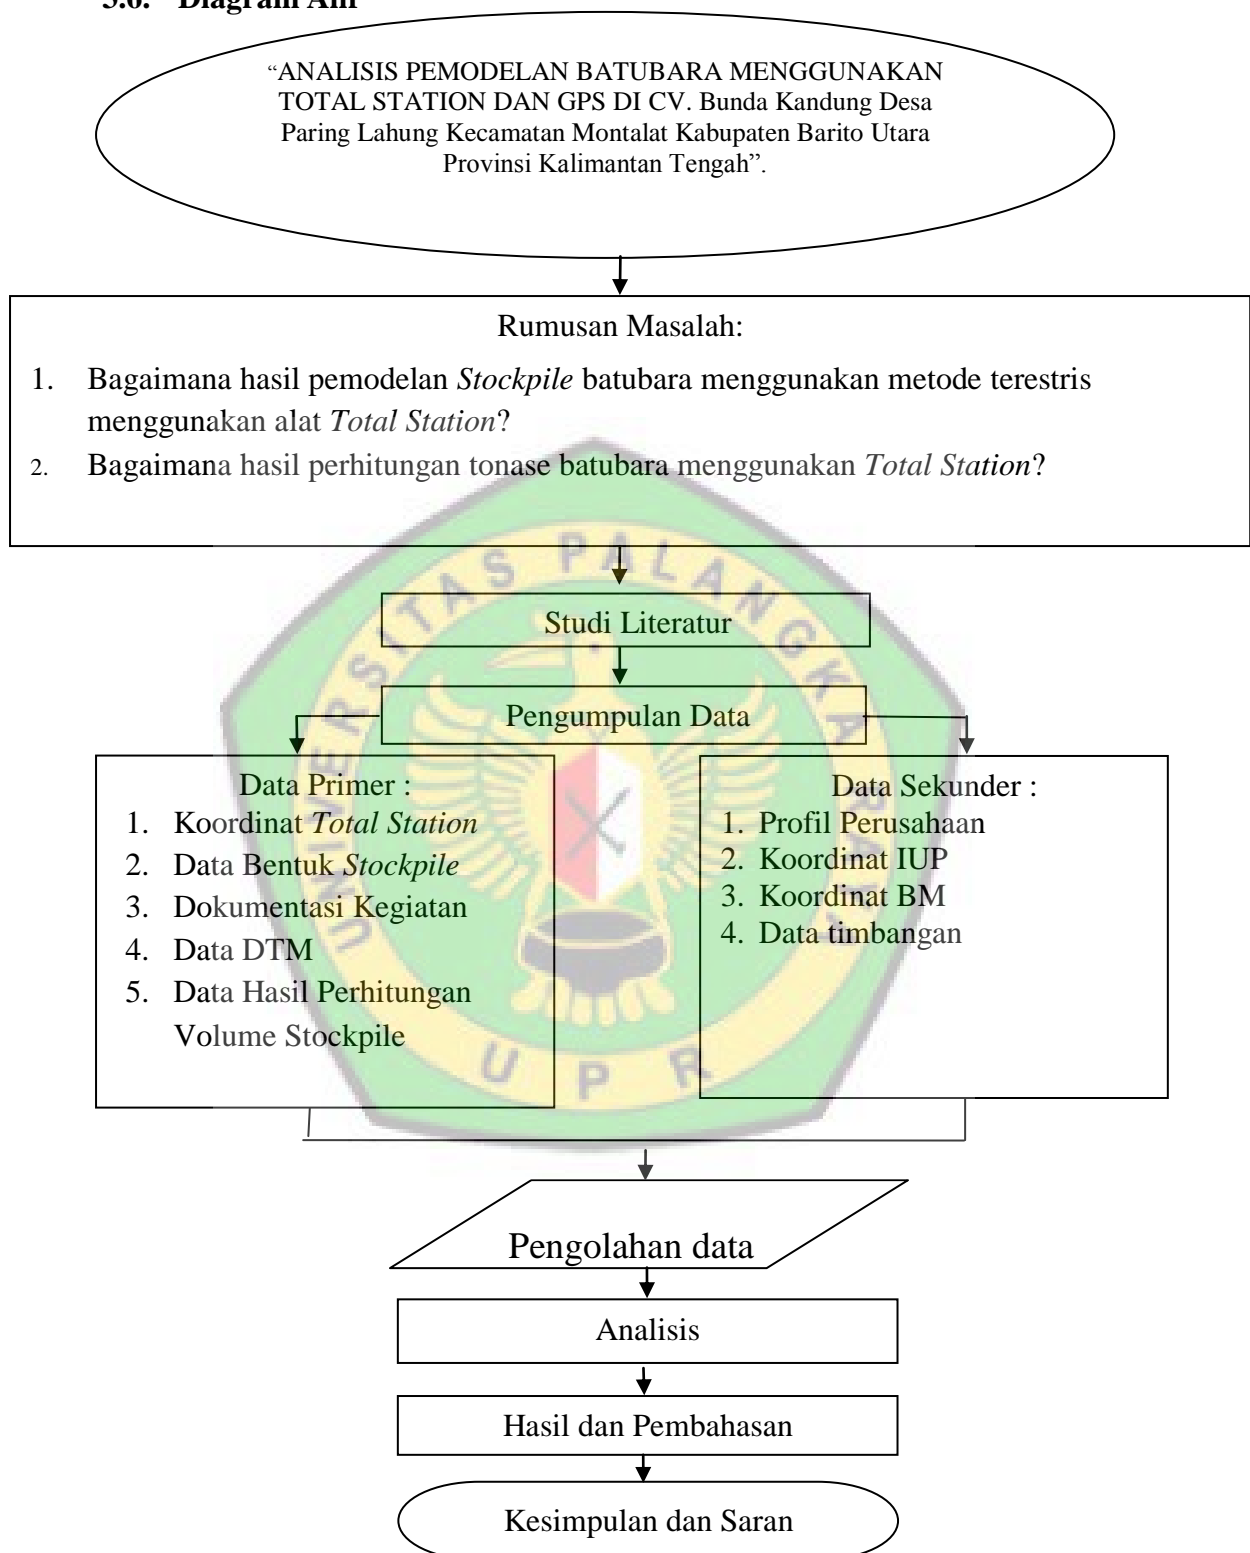 Diagram Alir
“ANALISIS PEMODELAN BATUBARA MENGGUNAKAN
TOTAL STATION DAN GPS DI CV. Bunda Kandung Desa
Paring Lahung Kecamatan Montalat Kabupaten Barito Utara
Provinsi Kalimantan Tengah”.
Rumusan Masalah:
1. Bagaimana hasil pemodelan Stockpile batubara menggunakan metode terestris
menggunakan alat Total Station?
2. Bagaimana hasil perhitungan tonase batubara menggunakan Total Station?
UNIVERSITAS PALANGKA RAYA
Studi Literatur
Pengumpulan Data
Data Primer :
1. Koordinat Total Station
2. Data Bentuk Stockpile
3. Dokumentasi Kegiatan
4. Data DTM
5. Data Hasil Perhitungan
Volume Stockpile
Data Sekunder :
1. Profil Perusahaan
2. Koordinat IUP
3. Koordinat BM
4. Data timbangan
UPR
Pengolahan data
Analisis
Hasil dan Pembahasan
Kesimpulan dan Saran